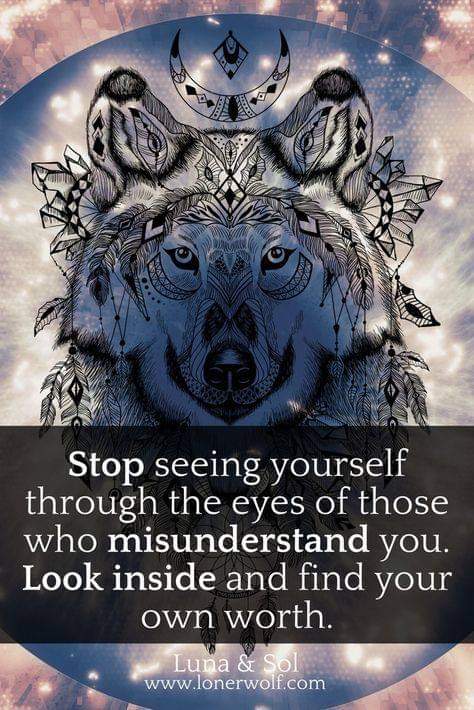 Stop seeing yourself
through the eyes of those
who misunderstand you.
Look inside and find your
own worth.
Luna & Sol
www.lonerwolf.com